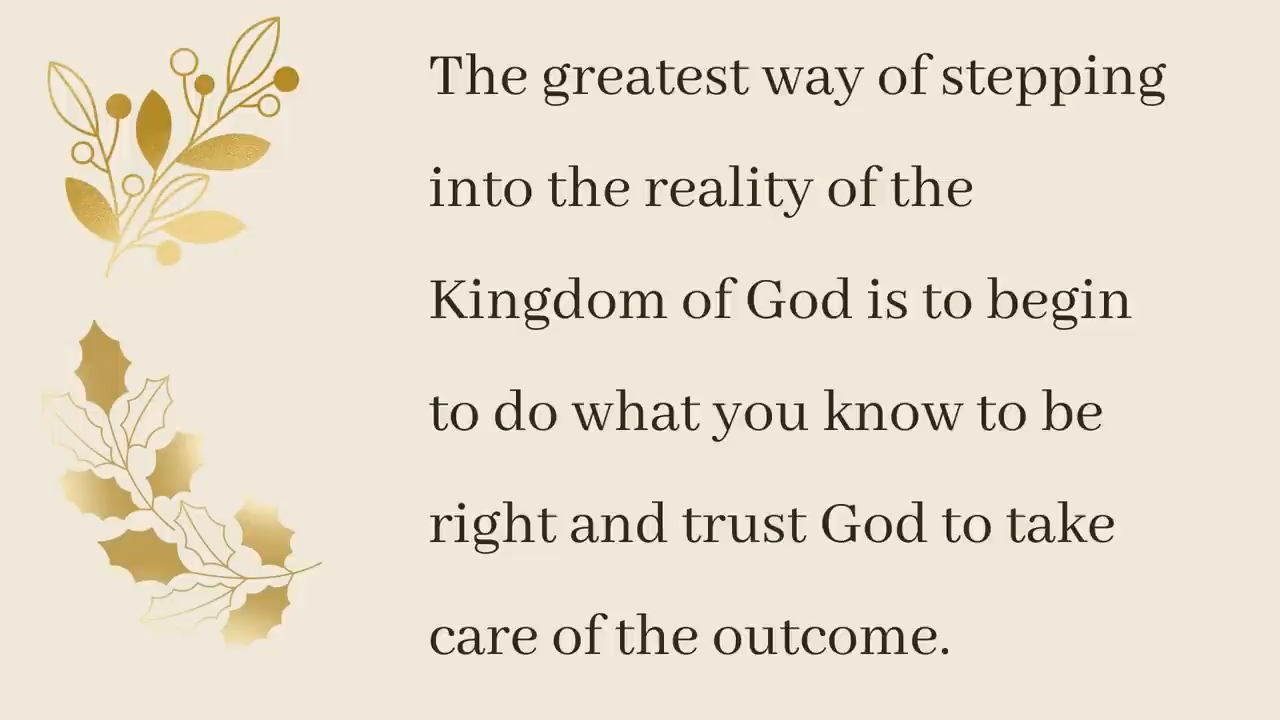 The greatest way of stepping
into the reality of the
Kingdom of God is to begin
to do what you know to be
right and trust God to take
care of the outcome.